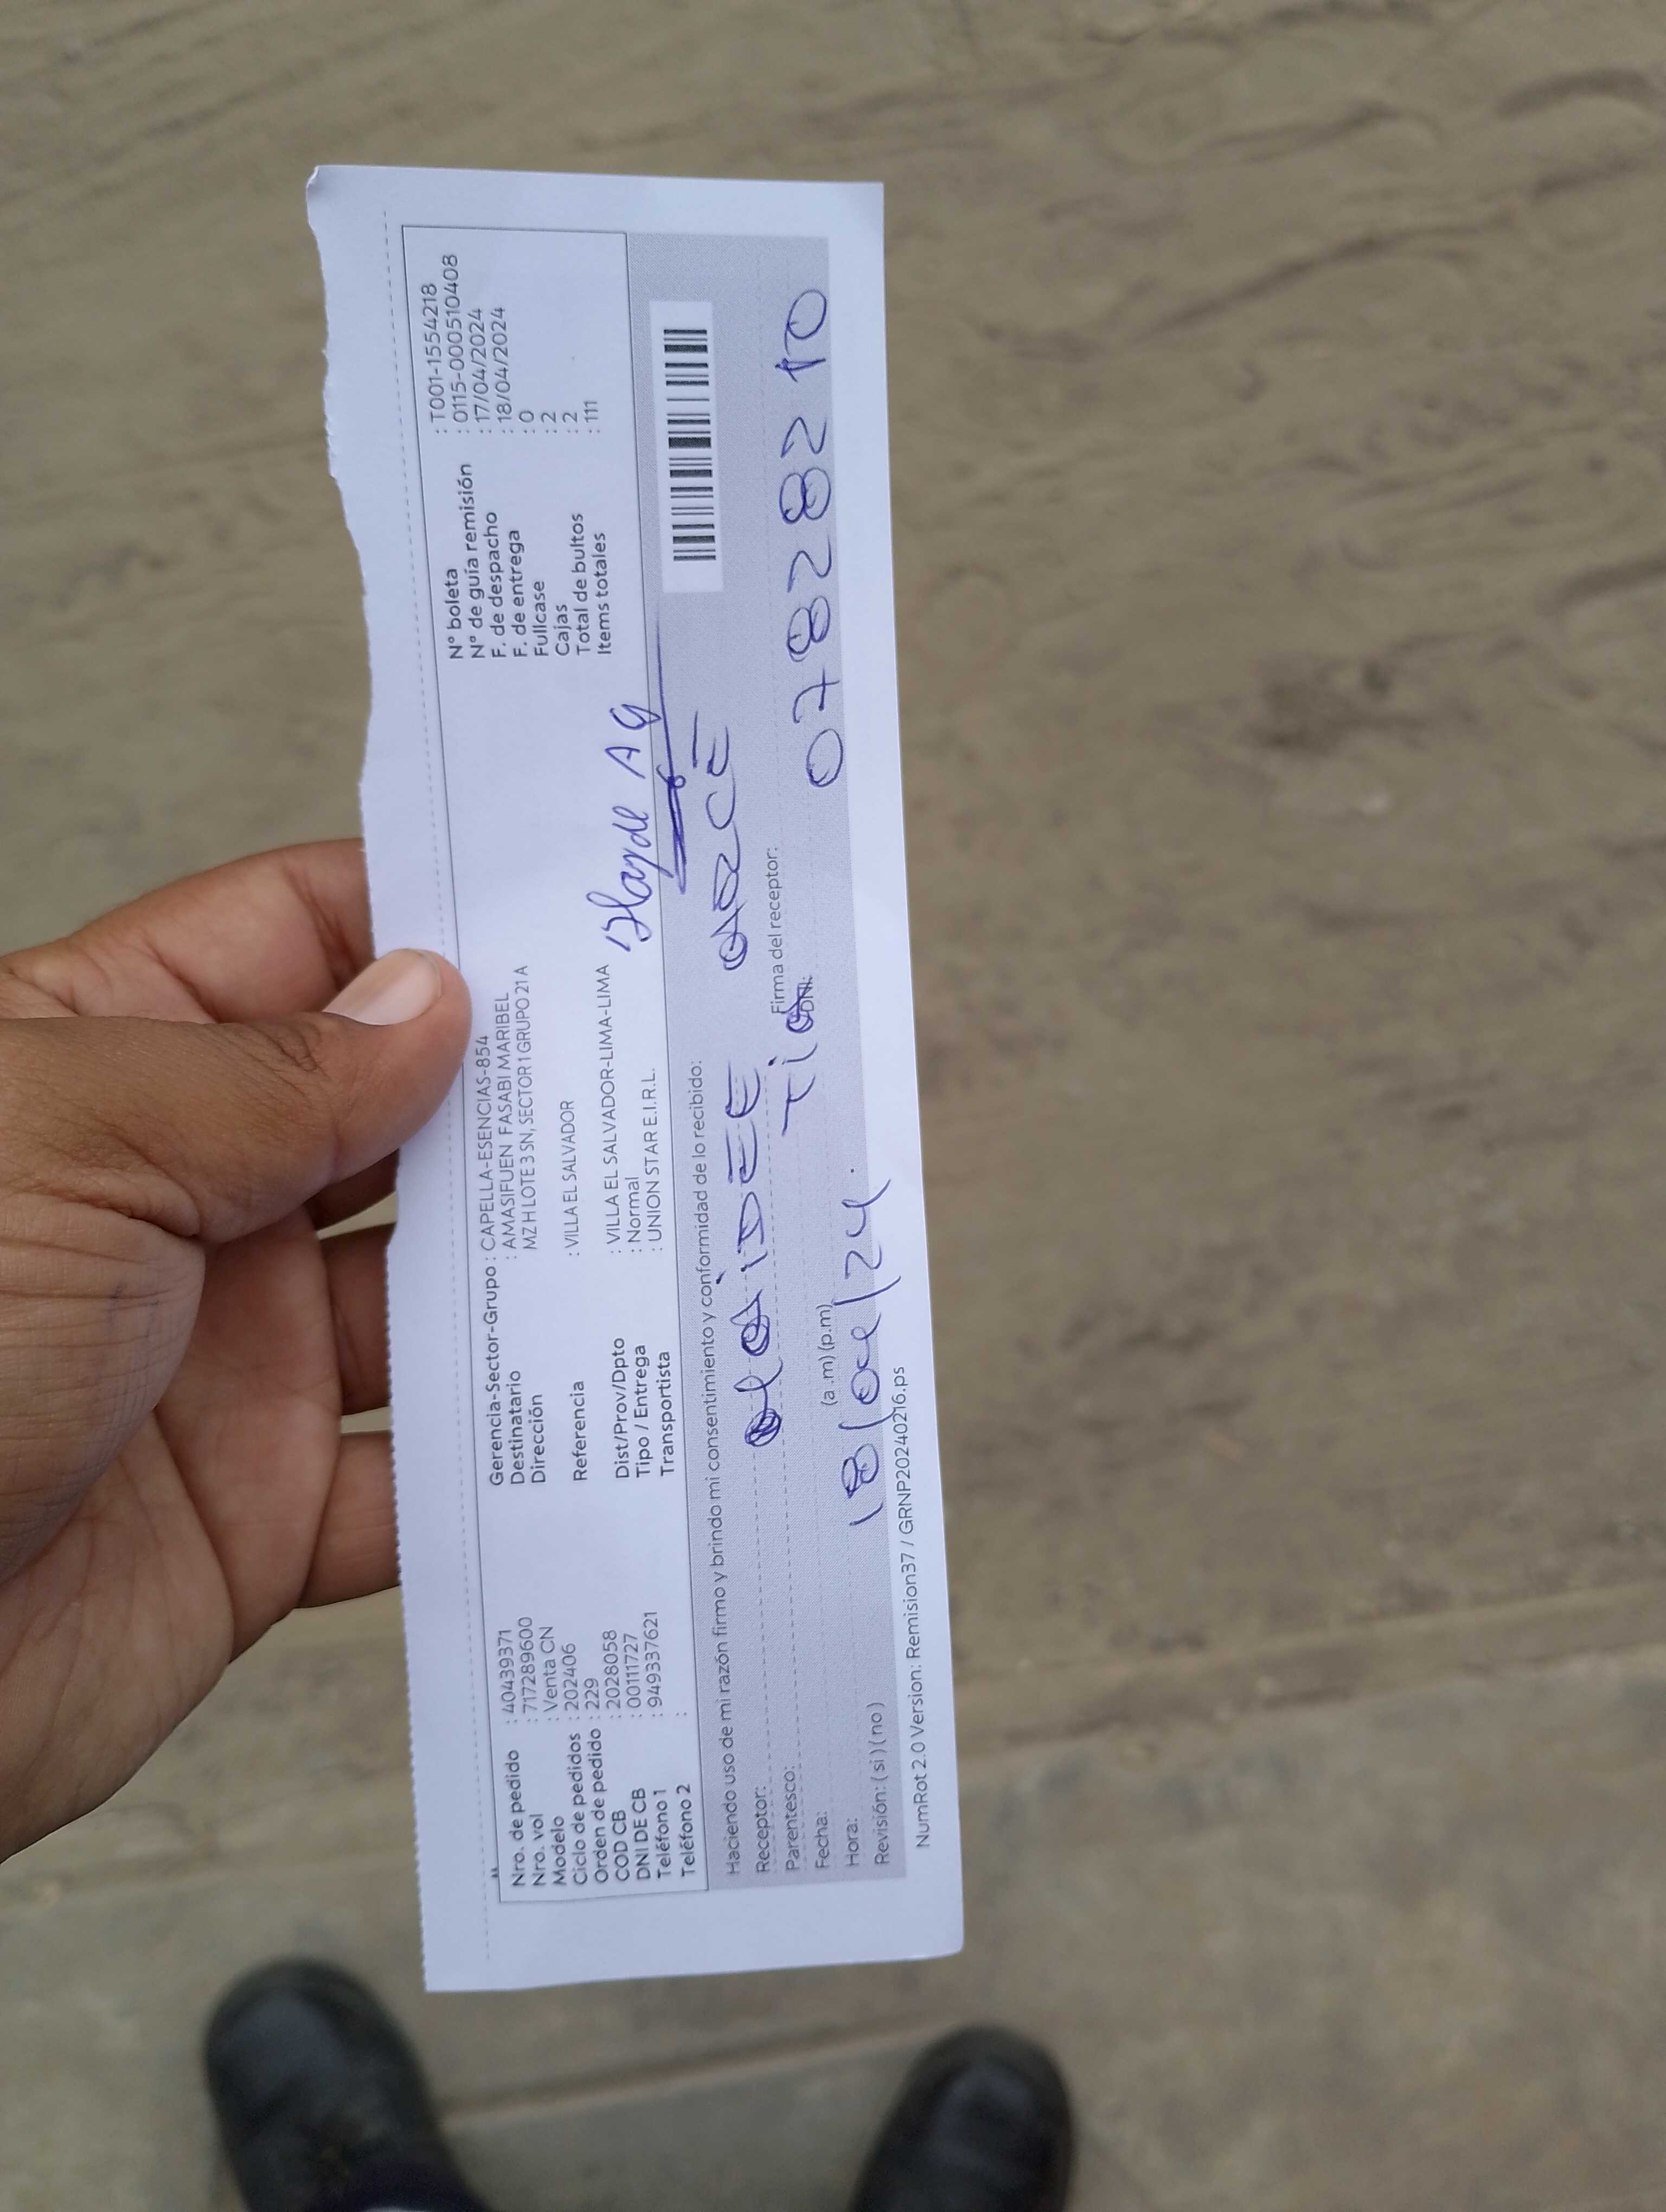 Nro. de pedido : 40439371
Nro. vol : 717289600
Modelo : Venta CN
Ciclo de pedidos : 202406
Orden de pedido : 229
COD CB : 2028058
DNI DE CB : 00111727
Teléfono 1 : 949337621
Teléfono 2 :
Gerencia-Sector-Grupo : CAPELLA-ESENCIAS-854
Destinatario : AMASIFUEN FASABI MARIBEL
Dirección MZ H LOTE 3 SN, SECTOR 1 GRUPO 21 A
Referencia : VILLA EL SALVADOR
Dist/Prov/Dpto : VILLA EL SALVADOR-LIMA-LIMA
Tipo / Entrega : Normal
Transportista : UNION STAR E.I.R.L.
N° boleta : T001-1554218
N° de guía remisión : 0115-000510408
F. de despacho : 17/04/2024
F. de entrega : 18/04/2024
Fullcase : 0
Cajas : 2
Total de bultos : 2
Items totales : 111
Hayde A G
Haciendo uso de mi razón firmo y brindo mi consentimiento y conformidad de lo recibido:
Receptor: ARCE
Parentesco: Tia Firma del receptor:
Fecha: (a.m) (p.m) DNI: 07828210
Hora: 18/04/24
Revisión: ( si ) ( no )
NumRot 2.0 Version: Remision37 / GRNP20240216.ps